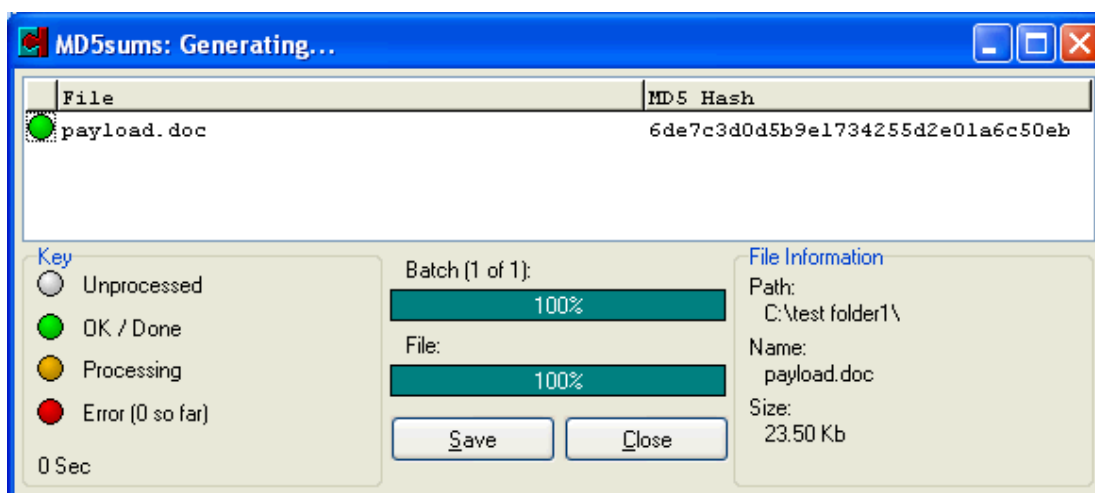 MD5sums: Generating...
File MD5 Hash
payload.doc 6de7c3d0d5b9e1734255d2e01a6c50eb
Key
Unprocessed
OK / Done
Processing
Error (0 so far)
0 Sec
Batch (1 of 1):
100%
File:
100%
Save Close
File Information
Path:
C:\test folder1\
Name:
payload.doc
Size:
23.50 Kb